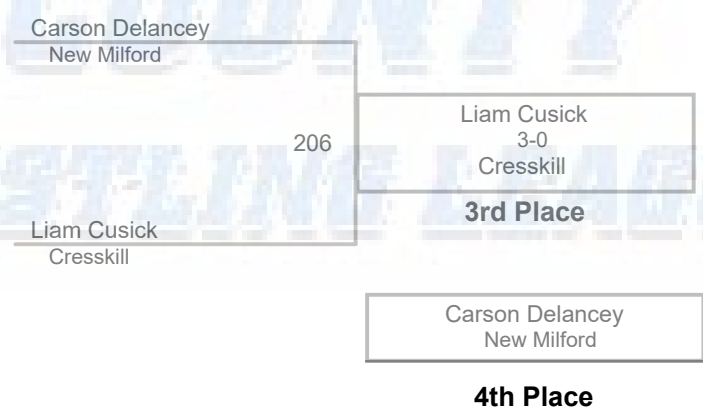 COUNTY
Carson Delancey
New Milford
206
Liam Cusick
3-0
Cresskill
3rd Place
Liam Cusick
Cresskill
Carson Delancey
New Milford
4th Place